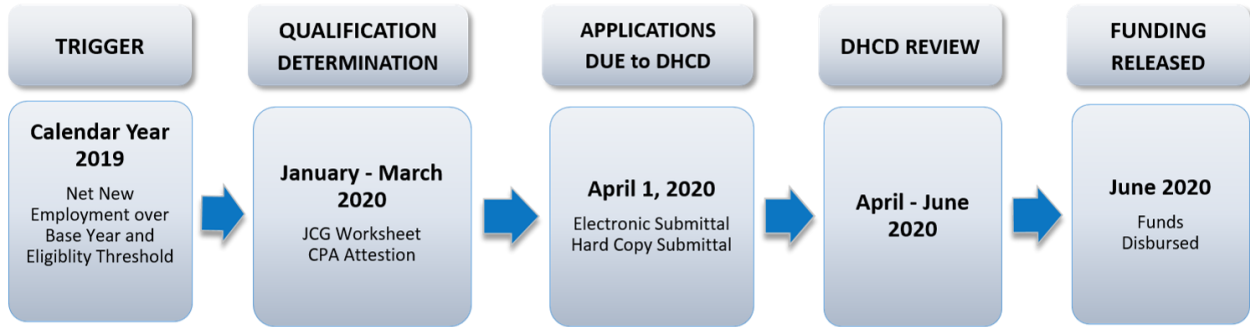 TRIGGER
Calendar Year
2019
Net New
Employment over
Base Year and
Eligiblity Threshold
QUALIFICATION
DETERMINATION
January - March
2020
JCG Worksheet
CPA Attestion
APPLICATIONS
DUE to DHCD
April 1, 2020
Electronic Submittal
Hard Copy Submittal
DHCD REVIEW
April - June
2020
FUNDING
RELEASED
June 2020
Funds
Disbursed